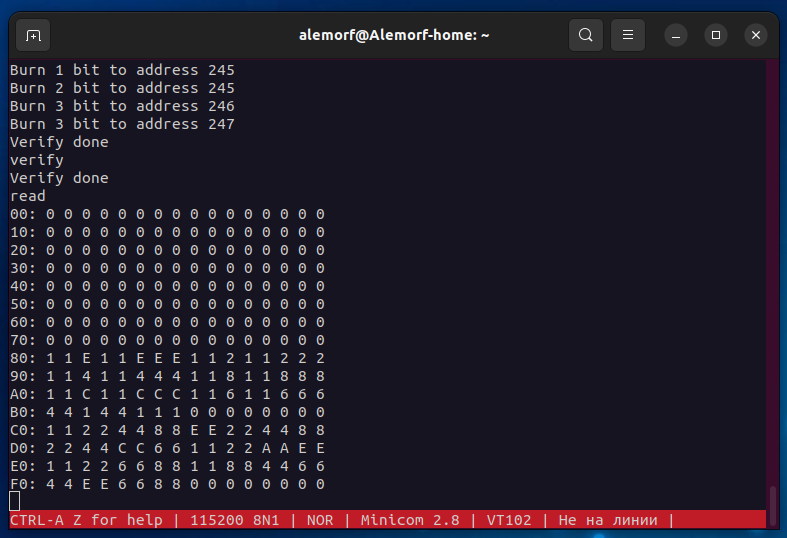 alemorf@Alemorf-home: ~
Burn 1 bit to address 245
Burn 2 bit to address 245
Burn 3 bit to address 246
Burn 3 bit to address 247
Verify done
verify
Verify done
read
00: 0 0 0 0 0 0 0 0 0 0 0 0 0 0 0 0
10: 0 0 0 0 0 0 0 0 0 0 0 0 0 0 0 0
20: 0 0 0 0 0 0 0 0 0 0 0 0 0 0 0 0
30: 0 0 0 0 0 0 0 0 0 0 0 0 0 0 0 0
40: 0 0 0 0 0 0 0 0 0 0 0 0 0 0 0 0
50: 0 0 0 0 0 0 0 0 0 0 0 0 0 0 0 0
60: 0 0 0 0 0 0 0 0 0 0 0 0 0 0 0 0
70: 0 0 0 0 0 0 0 0 0 0 0 0 0 0 0 0
80: 1 1 E 1 1 E E E 1 1 2 1 1 2 2 2
90: 1 1 4 1 1 4 4 4 1 1 8 1 1 8 8 8
A0: 1 1 C 1 1 C C C 1 1 6 1 1 6 6 6
B0: 4 4 1 4 4 1 1 1 0 0 0 0 0 0 0 0
C0: 1 1 2 2 4 4 8 8 E E 2 2 4 4 8 8
D0: 2 2 4 4 C C 6 6 1 1 2 2 A A E E
E0: 1 1 2 2 6 6 8 8 1 1 8 8 4 4 6 6
F0: 4 4 E E 6 6 8 8 0 0 0 0 0 0 0 0
CTRL-A Z for help | 115200 8N1 | NOR | Minicom 2.8 | VT102 | Не на линии |